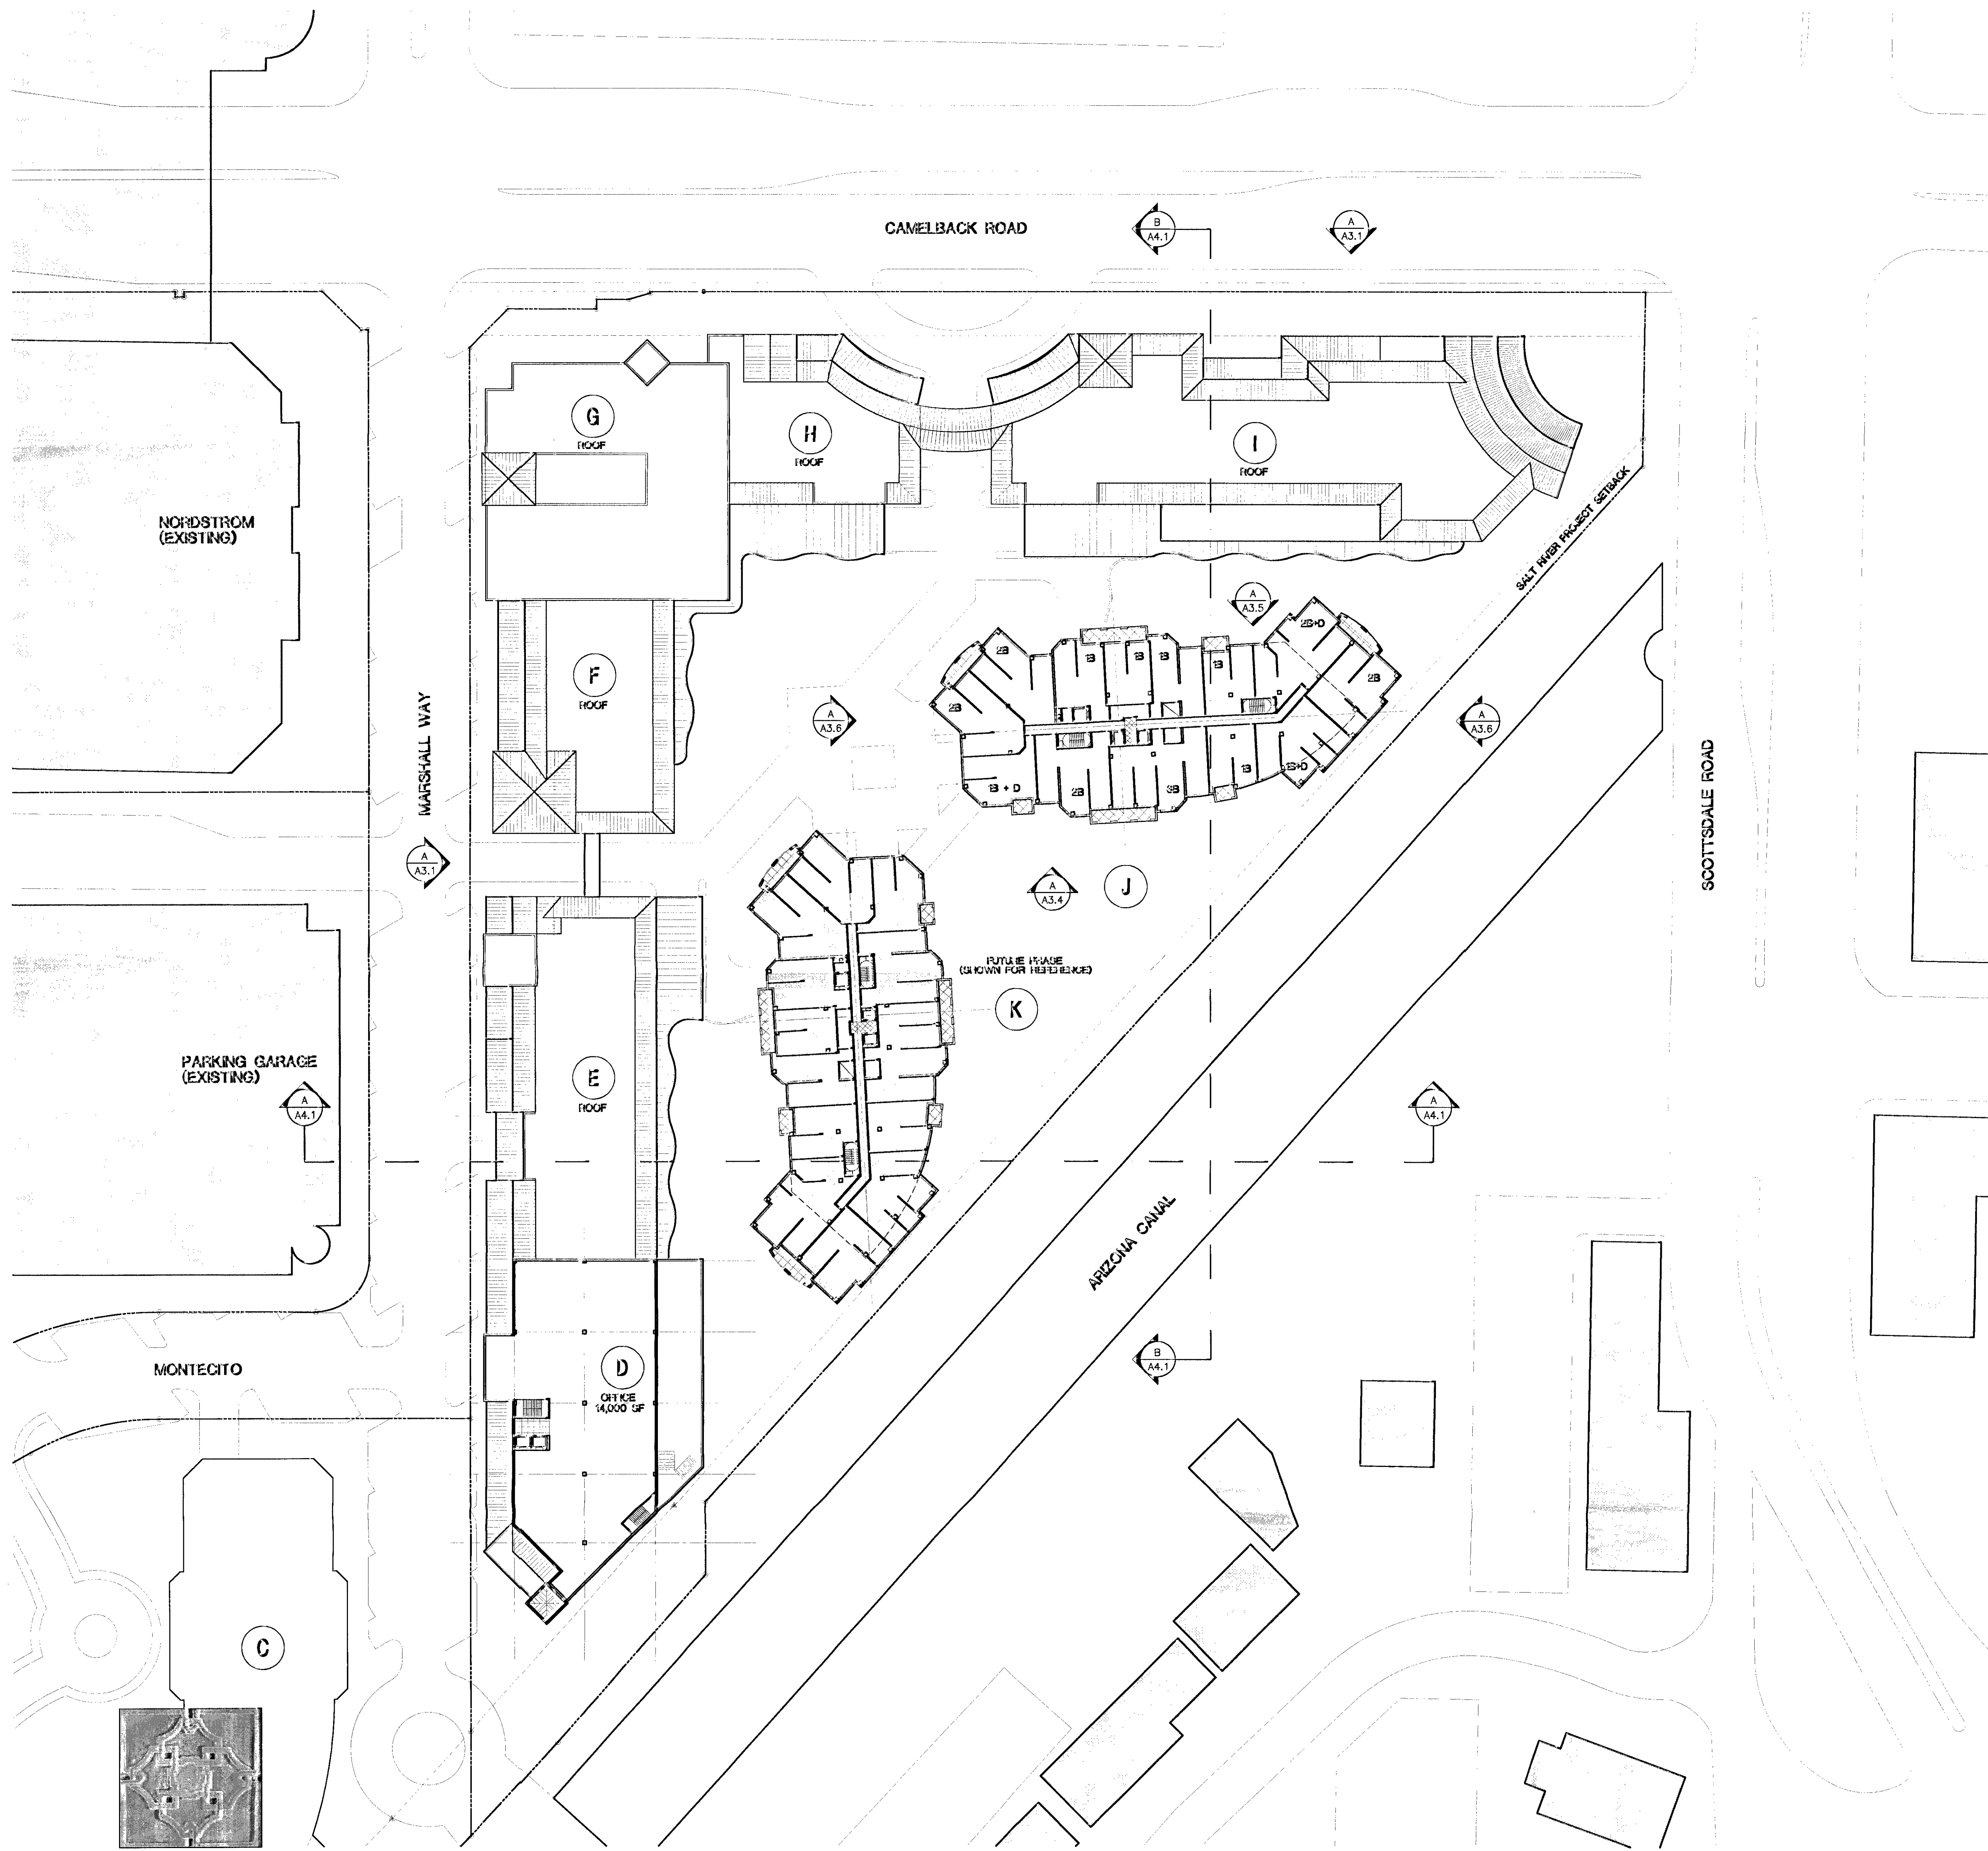 CAMELBACK ROAD
B
A4.1
A
A3.1
G
ROOF
H
ROOF
I
ROOF
SALT RIVER PROJECT SETBACK
NORDSTROM
(EXISTING)
A
A3.5
2B+D
2B
1B
1B
1B
1B
2B
2B
F
ROOF
A
A3.6
A
A3.6
MARSHALL WAY
SCOTTSDALE ROAD
1B + D
2B
3B
1B
1B+D
A
A3.1
A
A3.4
J
FUTURE PHASE
(SHOWN FOR REFERENCE)
K
PARKING GARAGE
(EXISTING)
E
ROOF
A
A4.1
A
A4.1
ARIZONA CANAL
MONTECITO
D
OFFICE
14,000 SF
B
A4.1
C